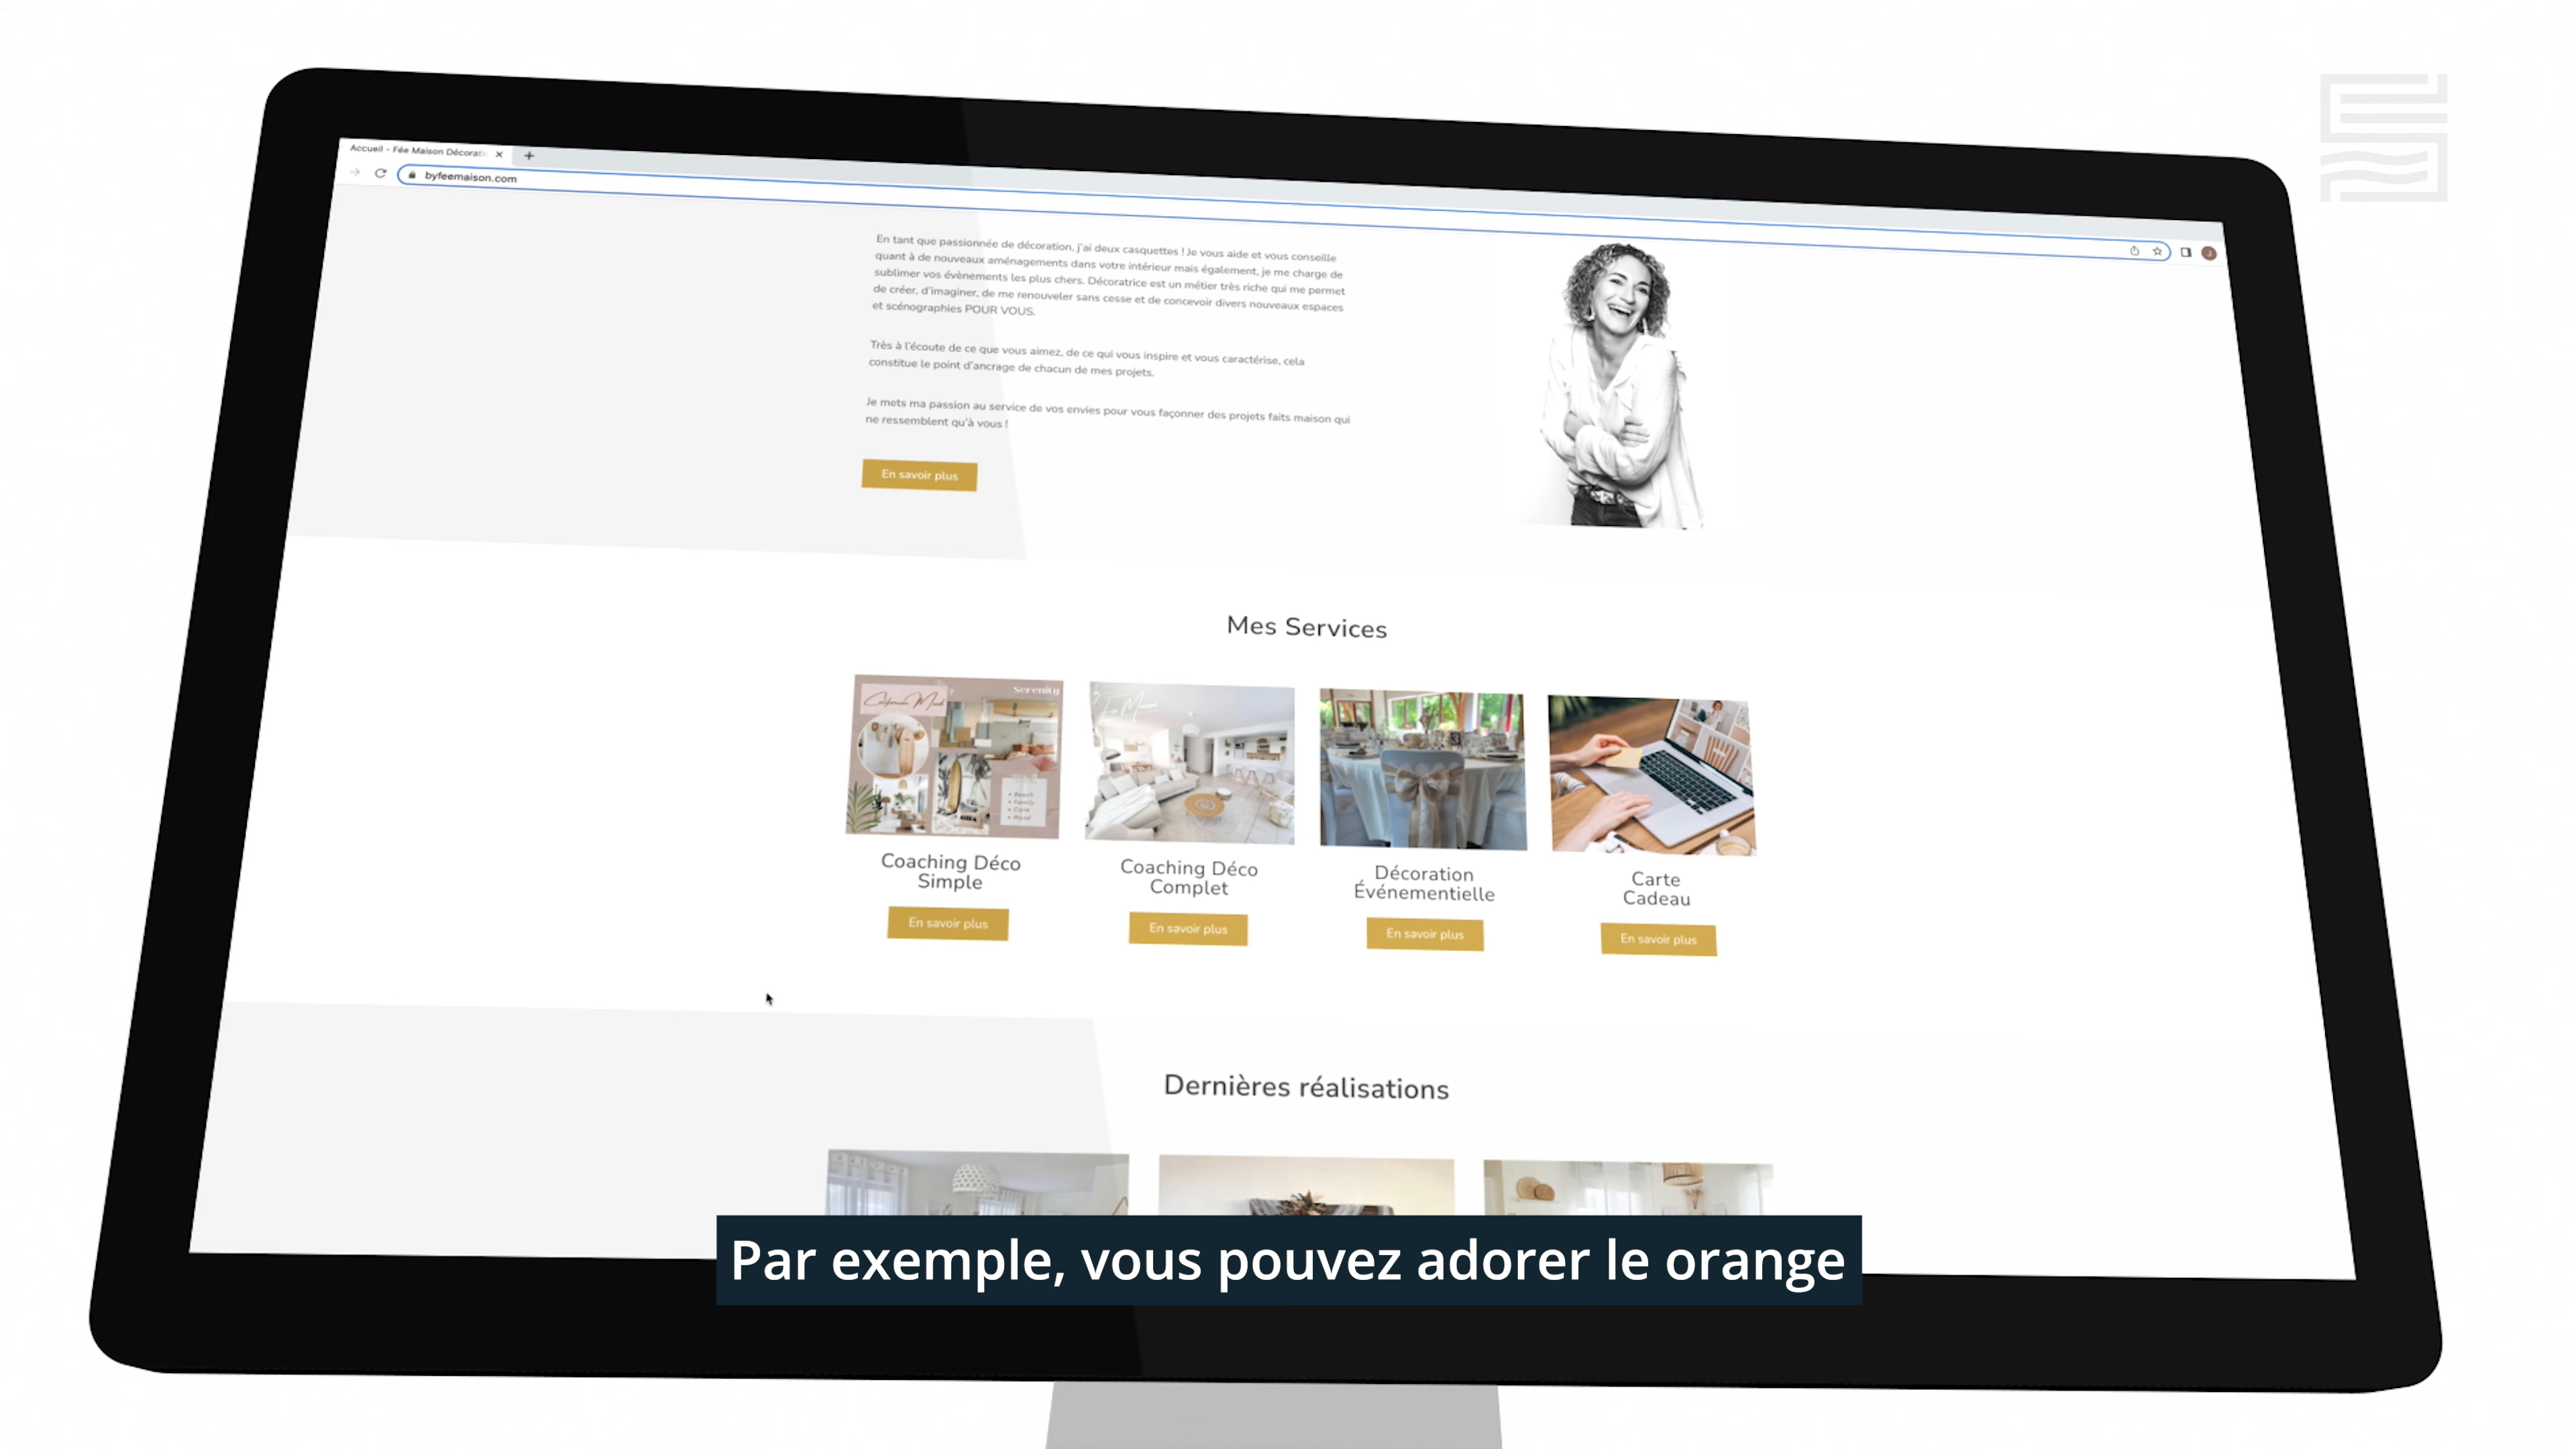 Accueil - Fée Maison Décorati
byfeemaison.com
En tant que passionnée de décoration, j'ai deux casquettes ! Je vous aide et vous conseille
quant à de nouveaux aménagements dans votre intérieur mais également, je me charge de
sublimer vos évènements les plus chers. Décoratrice est un métier très riche qui me permet
de créer, d'imaginer, de me renouveler sans cesse et de concevoir divers nouveaux espaces
et scénographies POUR VOUS.
Très à l'écoute de ce que vous aimez, de ce qui vous inspire et vous caractérise, cela
constitue le point d'ancrage de chacun de mes projets.
Je mets ma passion au service de vos envies pour vous façonner des projets faits maison qui
ne ressemblent qu'à vous !
En savoir plus
Mes Services
Serenity
California Mood
Coaching Déco
Simple
En savoir plus
Coaching Déco
Complet
En savoir plus
Décoration
Événementielle
En savoir plus
Carte
Cadeau
En savoir plus
Dernières réalisations
Par exemple, vous pouvez adorer le orange